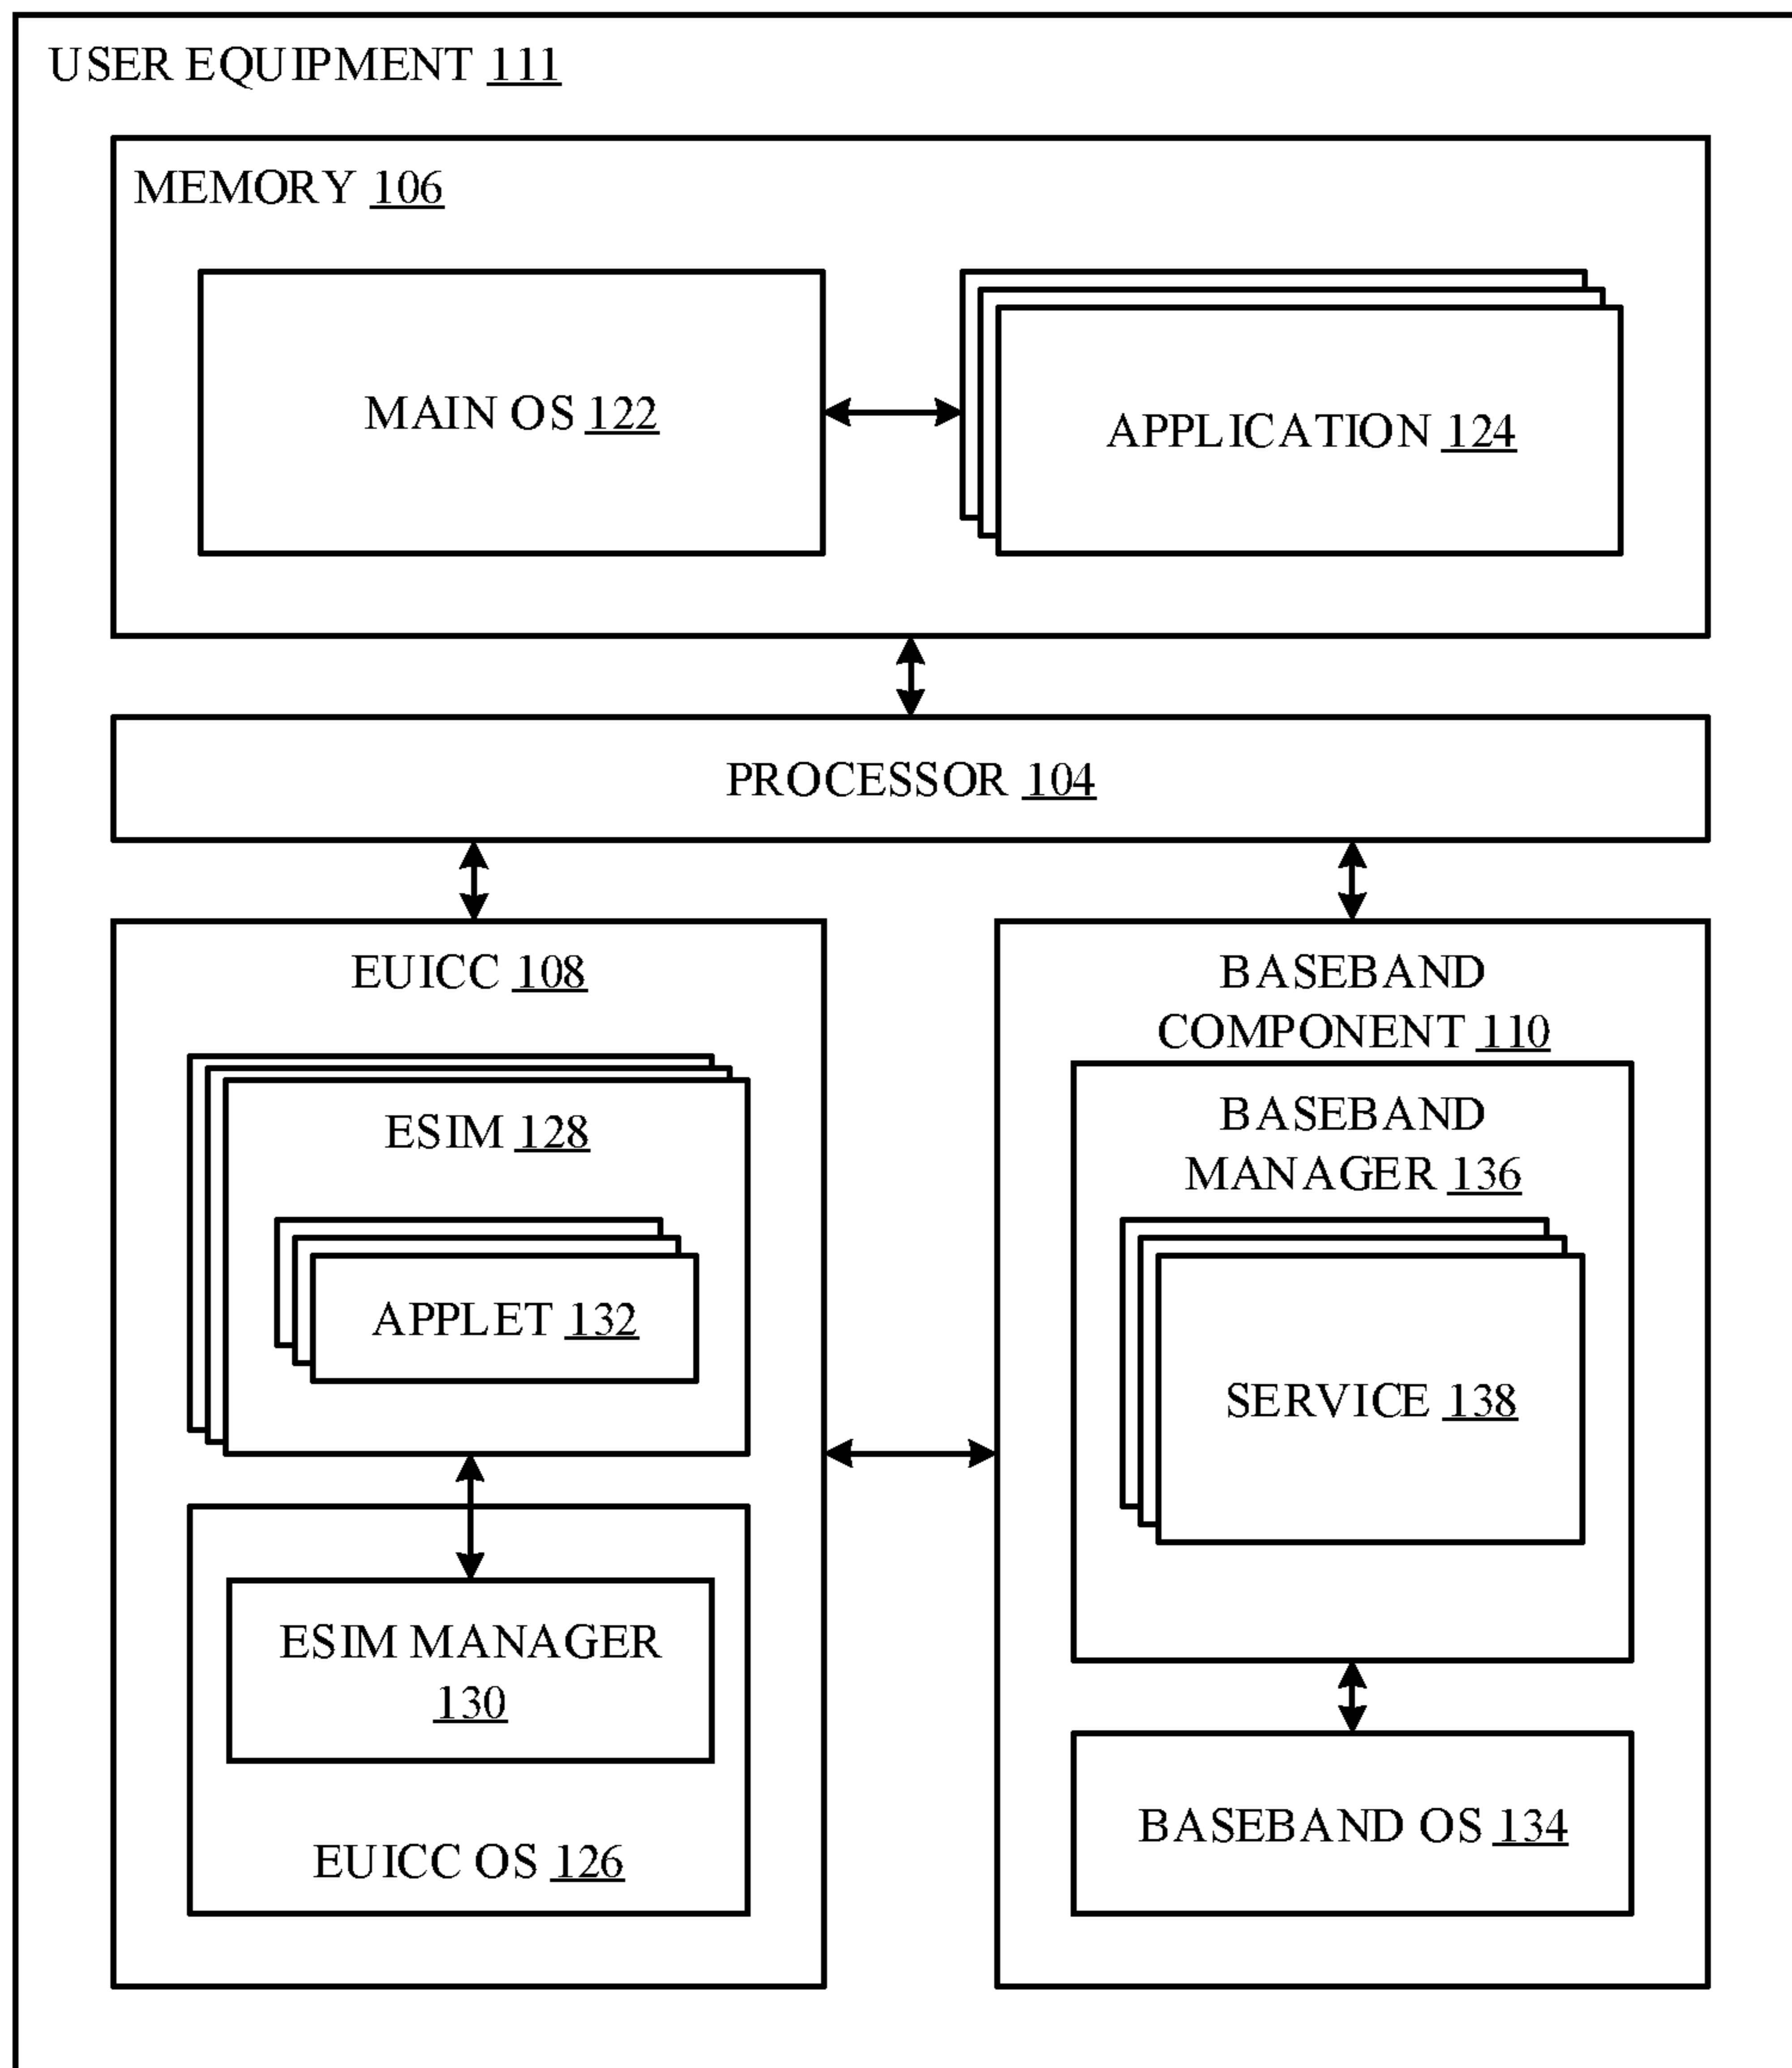 USER EQUIPMENT 111
MEMORY 106
MAIN OS 122
APPLICATION 124
PROCESSOR 104
EUICC 108
ESIM 128
APPLET 132
ESIM MANAGER
130
EUICC OS 126
BASEBAND
COMPONENT 110
BASEBAND
MANAGER 136
SERVICE 138
BASEBAND OS 134